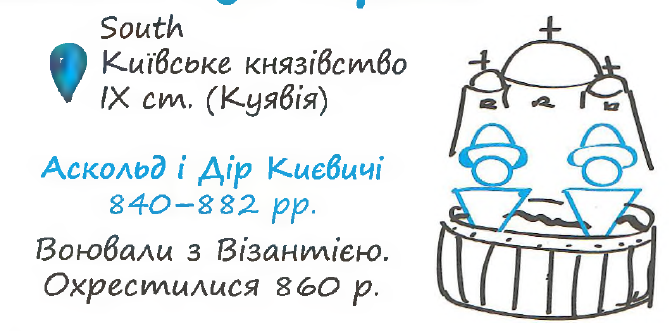 South
Київське князівство
IX ст. (Куявія)
Аскольд і Дір Києвичі
840–882 рр.
Воювали з Візантією.
Охрестилися 860 р.